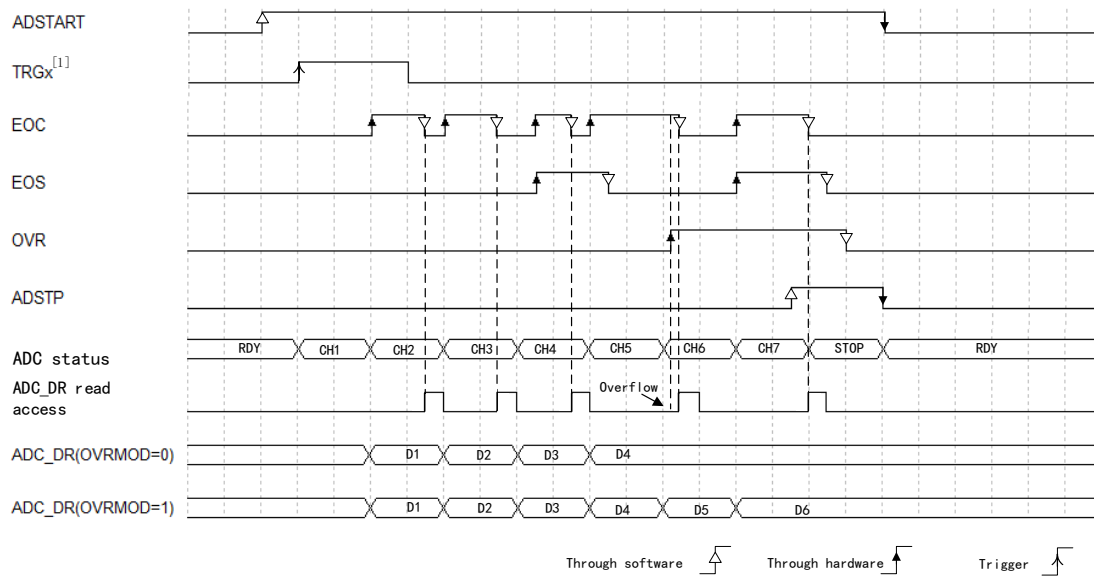 ADSTART
TRGx[1]
EOC
EOS
OVR
ADSTP
ADC status
RDY CH1 CH2 CH3 CH4 CH5 CH6 CH7 STOP RDY
ADC_DR read
access
Overflow
ADC_DR(OVRMOD=0)
D1 D2 D3 D4
ADC_DR(OVRMOD=1)
D1 D2 D3 D4 D5 D6
Through software Through hardware Trigger